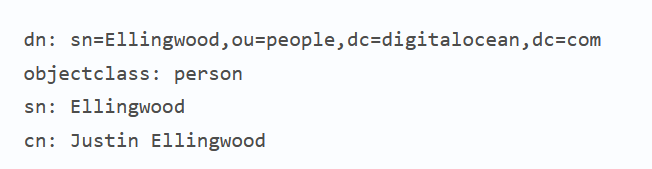 dn: sn=Ellingwood,ou=people,dc=digitalocean,dc=com
objectclass: person
sn: Ellingwood
cn: Justin Ellingwood